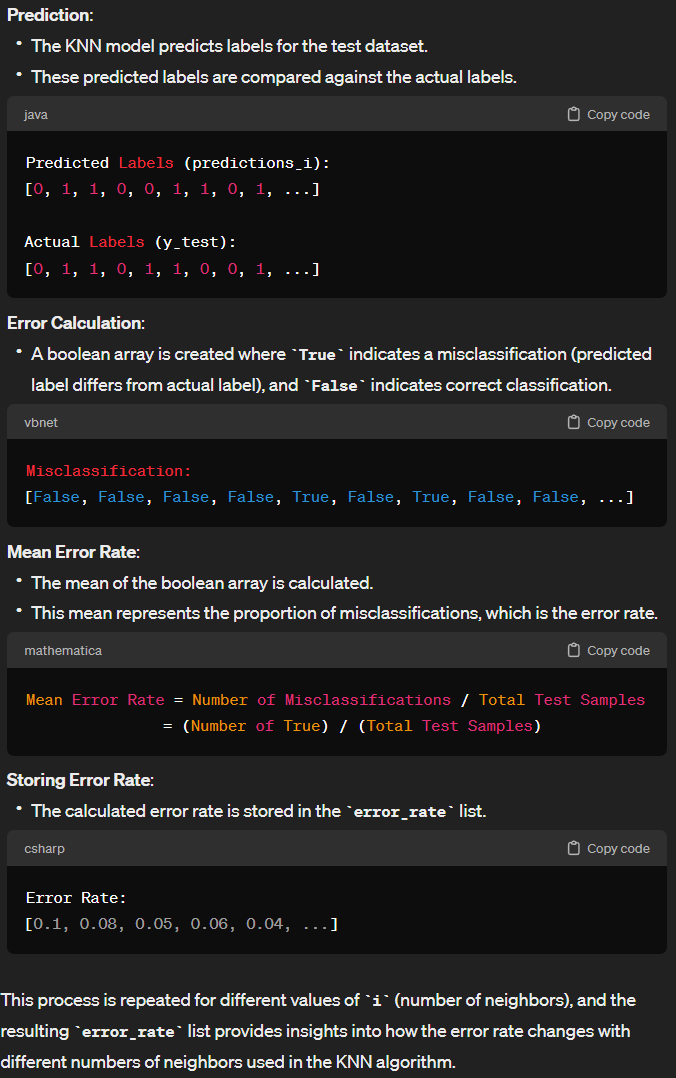 Prediction:
• The KNN model predicts labels for the test dataset.
• These predicted labels are compared against the actual labels.
java Copy code
Predicted Labels (predictions_i):
[0, 1, 1, 0, 0, 1, 1, 0, 1, ...]
Actual Labels (y_test):
[0, 1, 1, 0, 1, 1, 0, 0, 1, ...]
Error Calculation:
• A boolean array is created where `True` indicates a misclassification (predicted
label differs from actual label), and `False` indicates correct classification.
vbnet Copy code
Misclassification:
[False, False, False, False, True, False, True, False, False, ...]
Mean Error Rate:
• The mean of the boolean array is calculated.
• This mean represents the proportion of misclassifications, which is the error rate.
mathematica Copy code
Mean Error Rate = Number of Misclassifications / Total Test Samples
= (Number of True) / (Total Test Samples)
Storing Error Rate:
• The calculated error rate is stored in the `error_rate` list.
csharp Copy code
Error Rate:
[0.1, 0.08, 0.05, 0.06, 0.04, ...]
This process is repeated for different values of `i` (number of neighbors), and the
resulting `error_rate` list provides insights into how the error rate changes with
different numbers of neighbors used in the KNN algorithm.